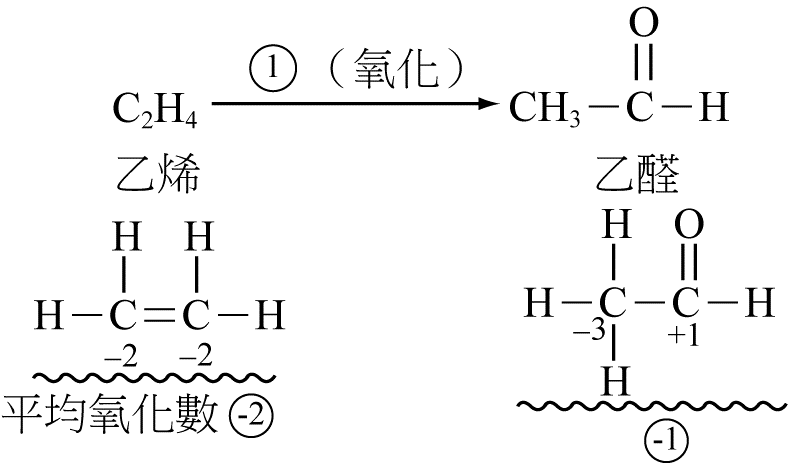 O
① （氧化）
C₂H₄ CH₃－C－H
乙烯 乙醛
H H H O
H－C＝C－H H－C－C－H
−2 −2 −3 +1
H
平均氧化數 -2
-1